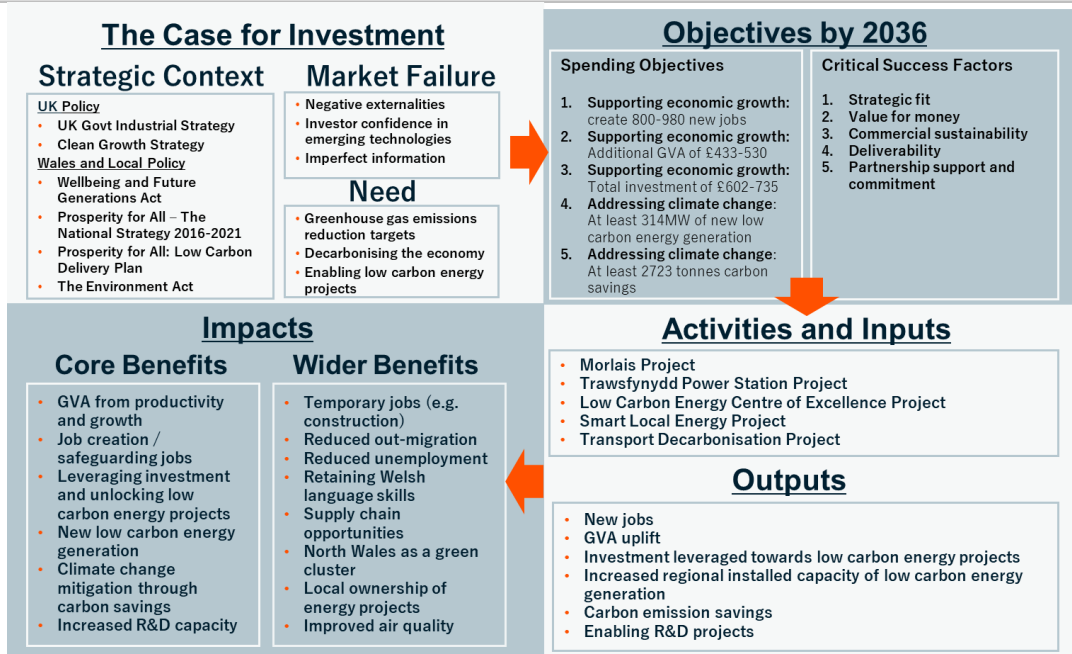 The Case for Investment
Strategic Context
UK Policy
• UK Govt Industrial Strategy
• Clean Growth Strategy
Wales and Local Policy
• Wellbeing and Future
Generations Act
• Prosperity for All – The
National Strategy 2016-2021
• Prosperity for All: Low Carbon
Delivery Plan
• The Environment Act
Market Failure
• Negative externalities
• Investor confidence in
emerging technologies
• Imperfect information
Need
• Greenhouse gas emissions
reduction targets
• Decarbonising the economy
• Enabling low carbon energy
projects
Objectives by 2036
Spending Objectives
1. Supporting economic growth:
create 800-980 new jobs
2. Supporting economic growth:
Additional GVA of £433-530
3. Supporting economic growth:
Total investment of £602-735
4. Addressing climate change:
At least 314MW of new low
carbon energy generation
5. Addressing climate change:
At least 2723 tonnes carbon
savings
Critical Success Factors
1. Strategic fit
2. Value for money
3. Commercial sustainability
4. Deliverability
5. Partnership support and
commitment
Activities and Inputs
• Morlais Project
• Trawsfynydd Power Station Project
• Low Carbon Energy Centre of Excellence Project
• Smart Local Energy Project
• Transport Decarbonisation Project
Outputs
• New jobs
• GVA uplift
• Investment leveraged towards low carbon energy projects
• Increased regional installed capacity of low carbon energy
generation
• Carbon emission savings
• Enabling R&D projects
Impacts
Core Benefits
• GVA from productivity
and growth
• Job creation /
safeguarding jobs
• Leveraging investment
and unlocking low
carbon energy projects
• New low carbon energy
generation
• Climate change
mitigation through
carbon savings
• Increased R&D capacity
Wider Benefits
• Temporary jobs (e.g.
construction)
• Reduced out-migration
• Reduced unemployment
• Retaining Welsh
language skills
• Supply chain
opportunities
• North Wales as a green
cluster
• Local ownership of
energy projects
• Improved air quality